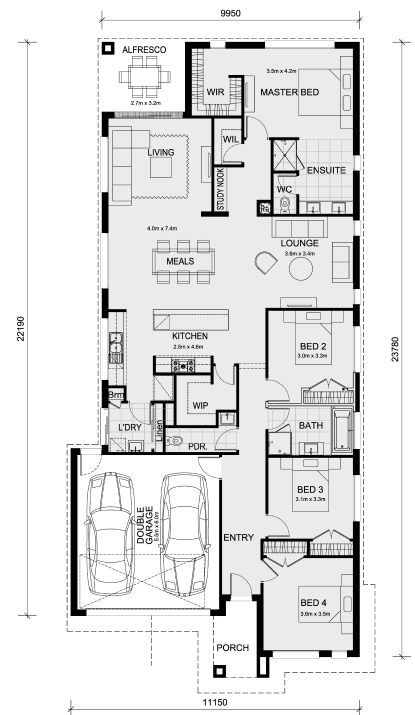 9950
ALFRESCO
2.7m x 3.2m
WIR
3.5m x 4.2m
MASTER BED
LIVING
WIL
STUDY NOOK
ENSUITE
WC
4.0m x 7.4m
LOUNGE
3.6m x 3.4m
MEALS
22190
23780
KITCHEN
2.5m x 4.6m
BED 2
3.0m x 3.3m
Brm
WIP
L'DRY
Linen
PDR.
BATH
BED 3
3.1m x 3.3m
DOUBLE
GARAGE
5.5m x 6.0m
ENTRY
BED 4
3.6m x 3.5m
PORCH
11150